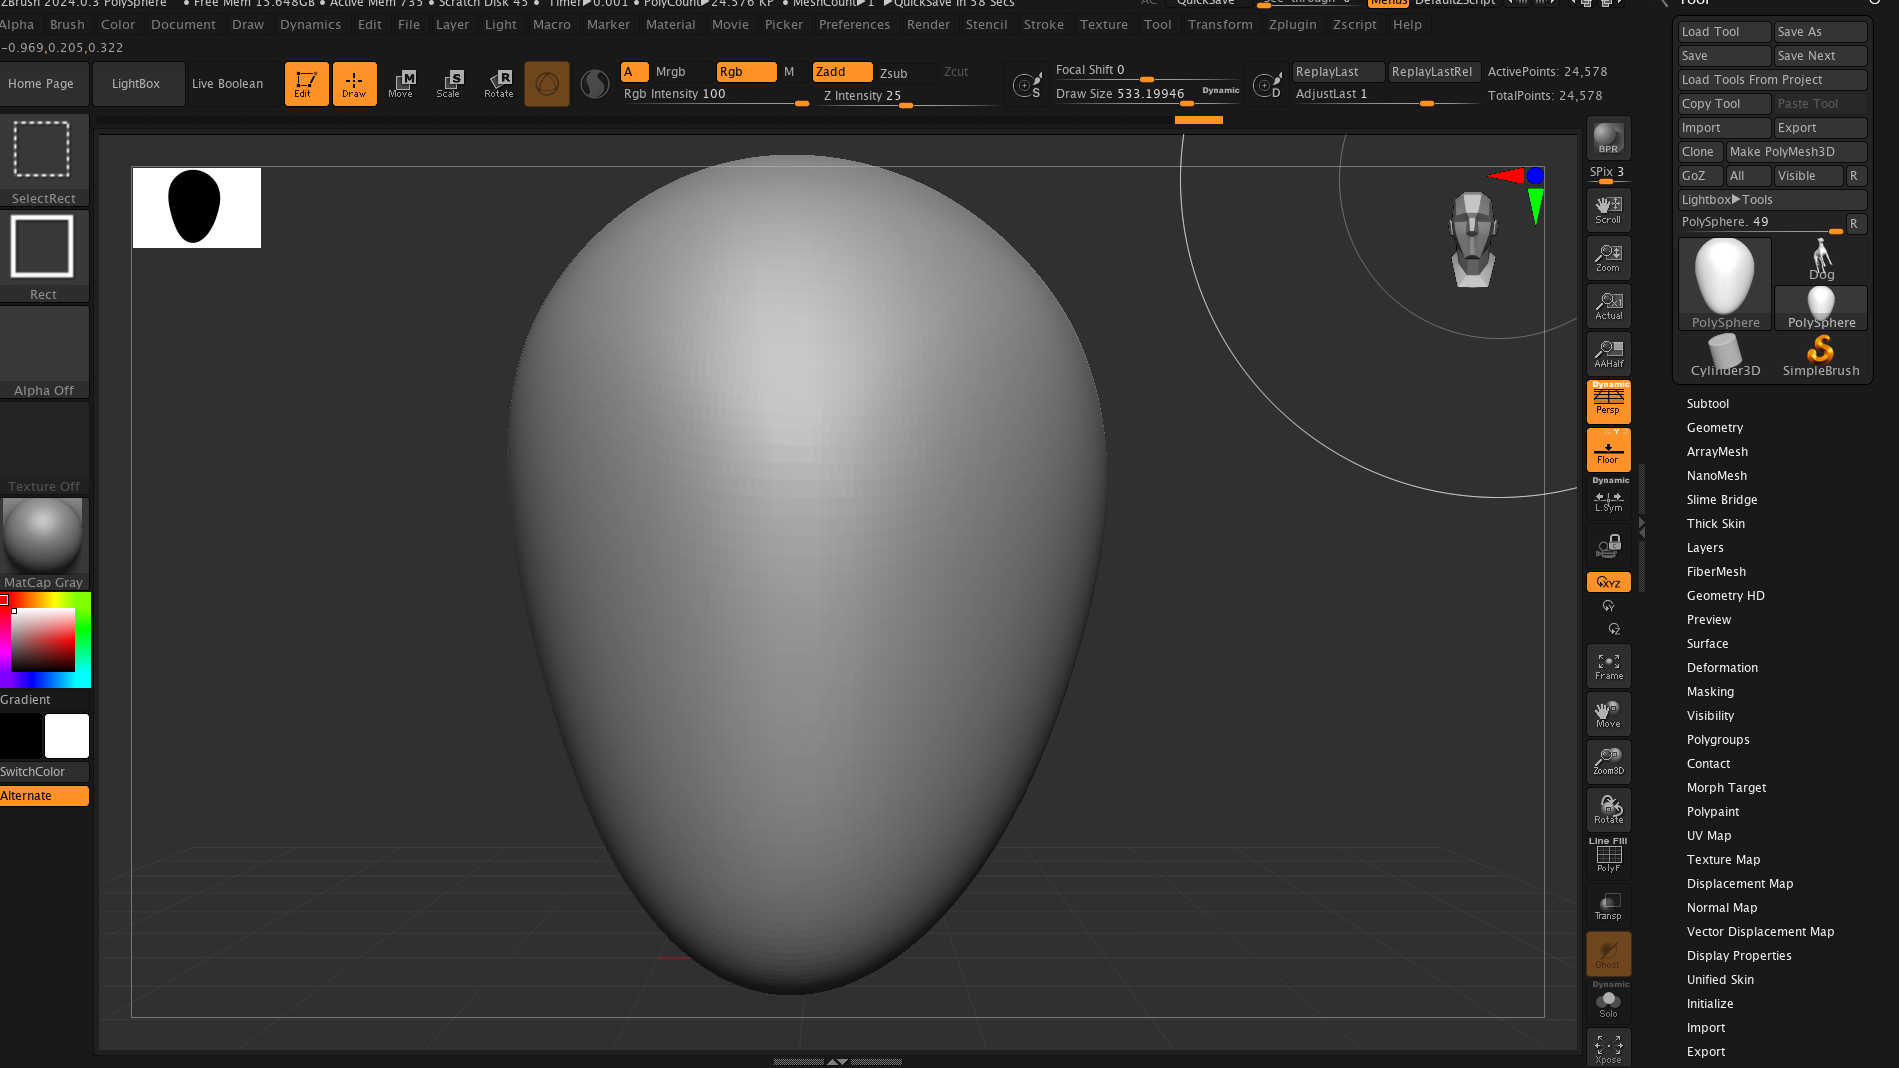 ZBrush 2024.0.3 PolySphere • Free Mem 15.648GB • Active Mem 735 • Scratch Disk 45 • Timer▶0.001 • PolyCount▶24.576 KP • MeshCount▶1 ▶QuickSave In 58 Secs AC QuickSave See-through 0 Menus DefaultZScript
Tool
Alpha Brush Color Document Draw Dynamics Edit File Layer Light Macro Marker Material Movie Picker Preferences Render Stencil Stroke Texture Tool Transform Zplugin Zscript Help
-0.969,0.205,0.322
Home Page LightBox Live Boolean Edit Draw Move Scale Rotate
M S R
A Mrgb Rgb M Zadd Zsub Zcut
Rgb Intensity 100 Z Intensity 25
S
Focal Shift 0
Draw Size 533.19946 Dynamic
D
ReplayLast ReplayLastRel
AdjustLast 1
ActivePoints: 24,578
TotalPoints: 24,578
SelectRect
Rect
Alpha Off
Texture Off
MatCap Gray
Gradient
SwitchColor
Alternate
BPR
SPix 3
Scroll
Zoom
x1
Actual
AAHalf
Dynamic
Persp
Floor
Dynamic
L.Sym
XYZ
Y
Z
Frame
Move
Zoom3D
Rotate
Line Fill
PolyF
Transp
Ghost
Dynamic
Solo
Xpose
Load Tool Save As
Save Save Next
Load Tools From Project
Copy Tool Paste Tool
Import Export
Clone Make PolyMesh3D
GoZ All Visible R
Lightbox▶Tools
PolySphere. 49 R
PolySphere
Dog
PolySphere
Cylinder3D
SimpleBrush
Subtool
Geometry
ArrayMesh
NanoMesh
Slime Bridge
Thick Skin
Layers
FiberMesh
Geometry HD
Preview
Surface
Deformation
Masking
Visibility
Polygroups
Contact
Morph Target
Polypaint
UV Map
Texture Map
Displacement Map
Normal Map
Vector Displacement Map
Display Properties
Unified Skin
Initialize
Import
Export